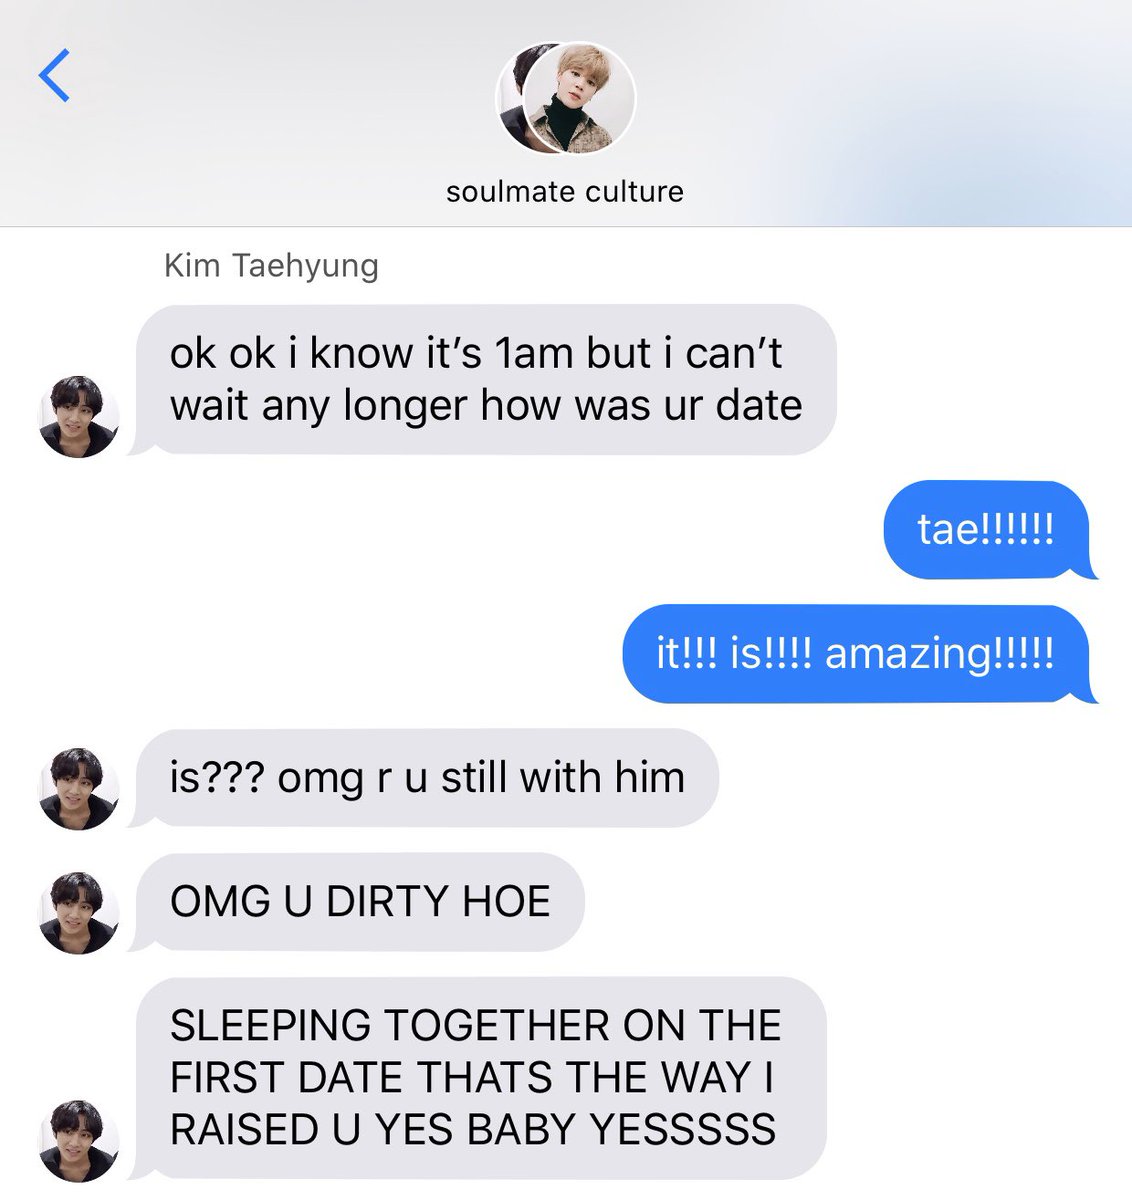 soulmate culture
Kim Taehyung
ok ok i know it’s 1am but i can’t
wait any longer how was ur date
tae!!!!!!
it!!! is!!!! amazing!!!!!
is??? omg r u still with him
OMG U DIRTY HOE
SLEEPING TOGETHER ON THE
FIRST DATE THATS THE WAY I
RAISED U YES BABY YESSSSS